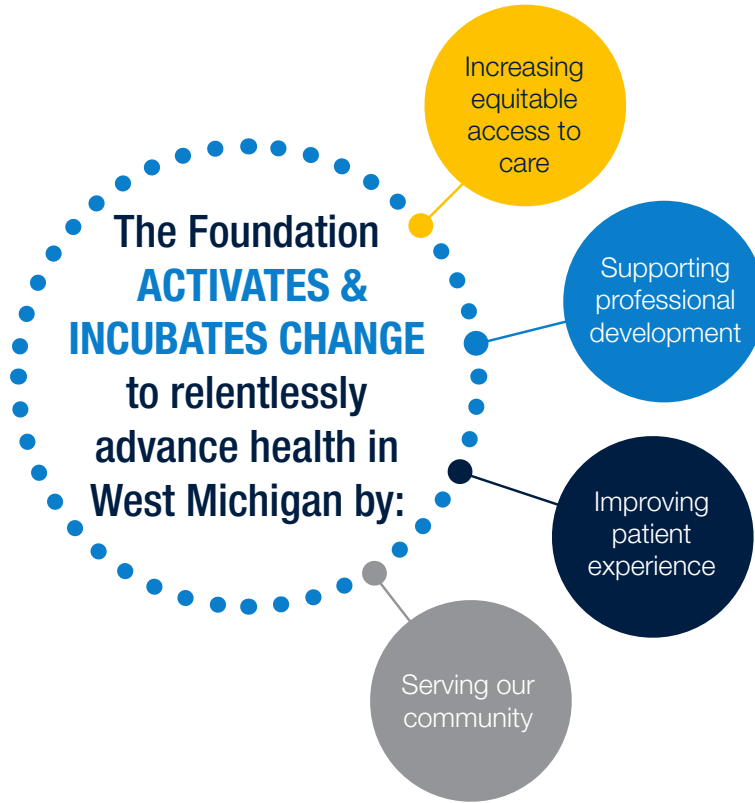 The Foundation
ACTIVATES &
INCUBATES CHANGE
to relentlessly
advance health in
West Michigan by:
Increasing
equitable
access to
care
Supporting
professional
development
Improving
patient
experience
Serving our
community